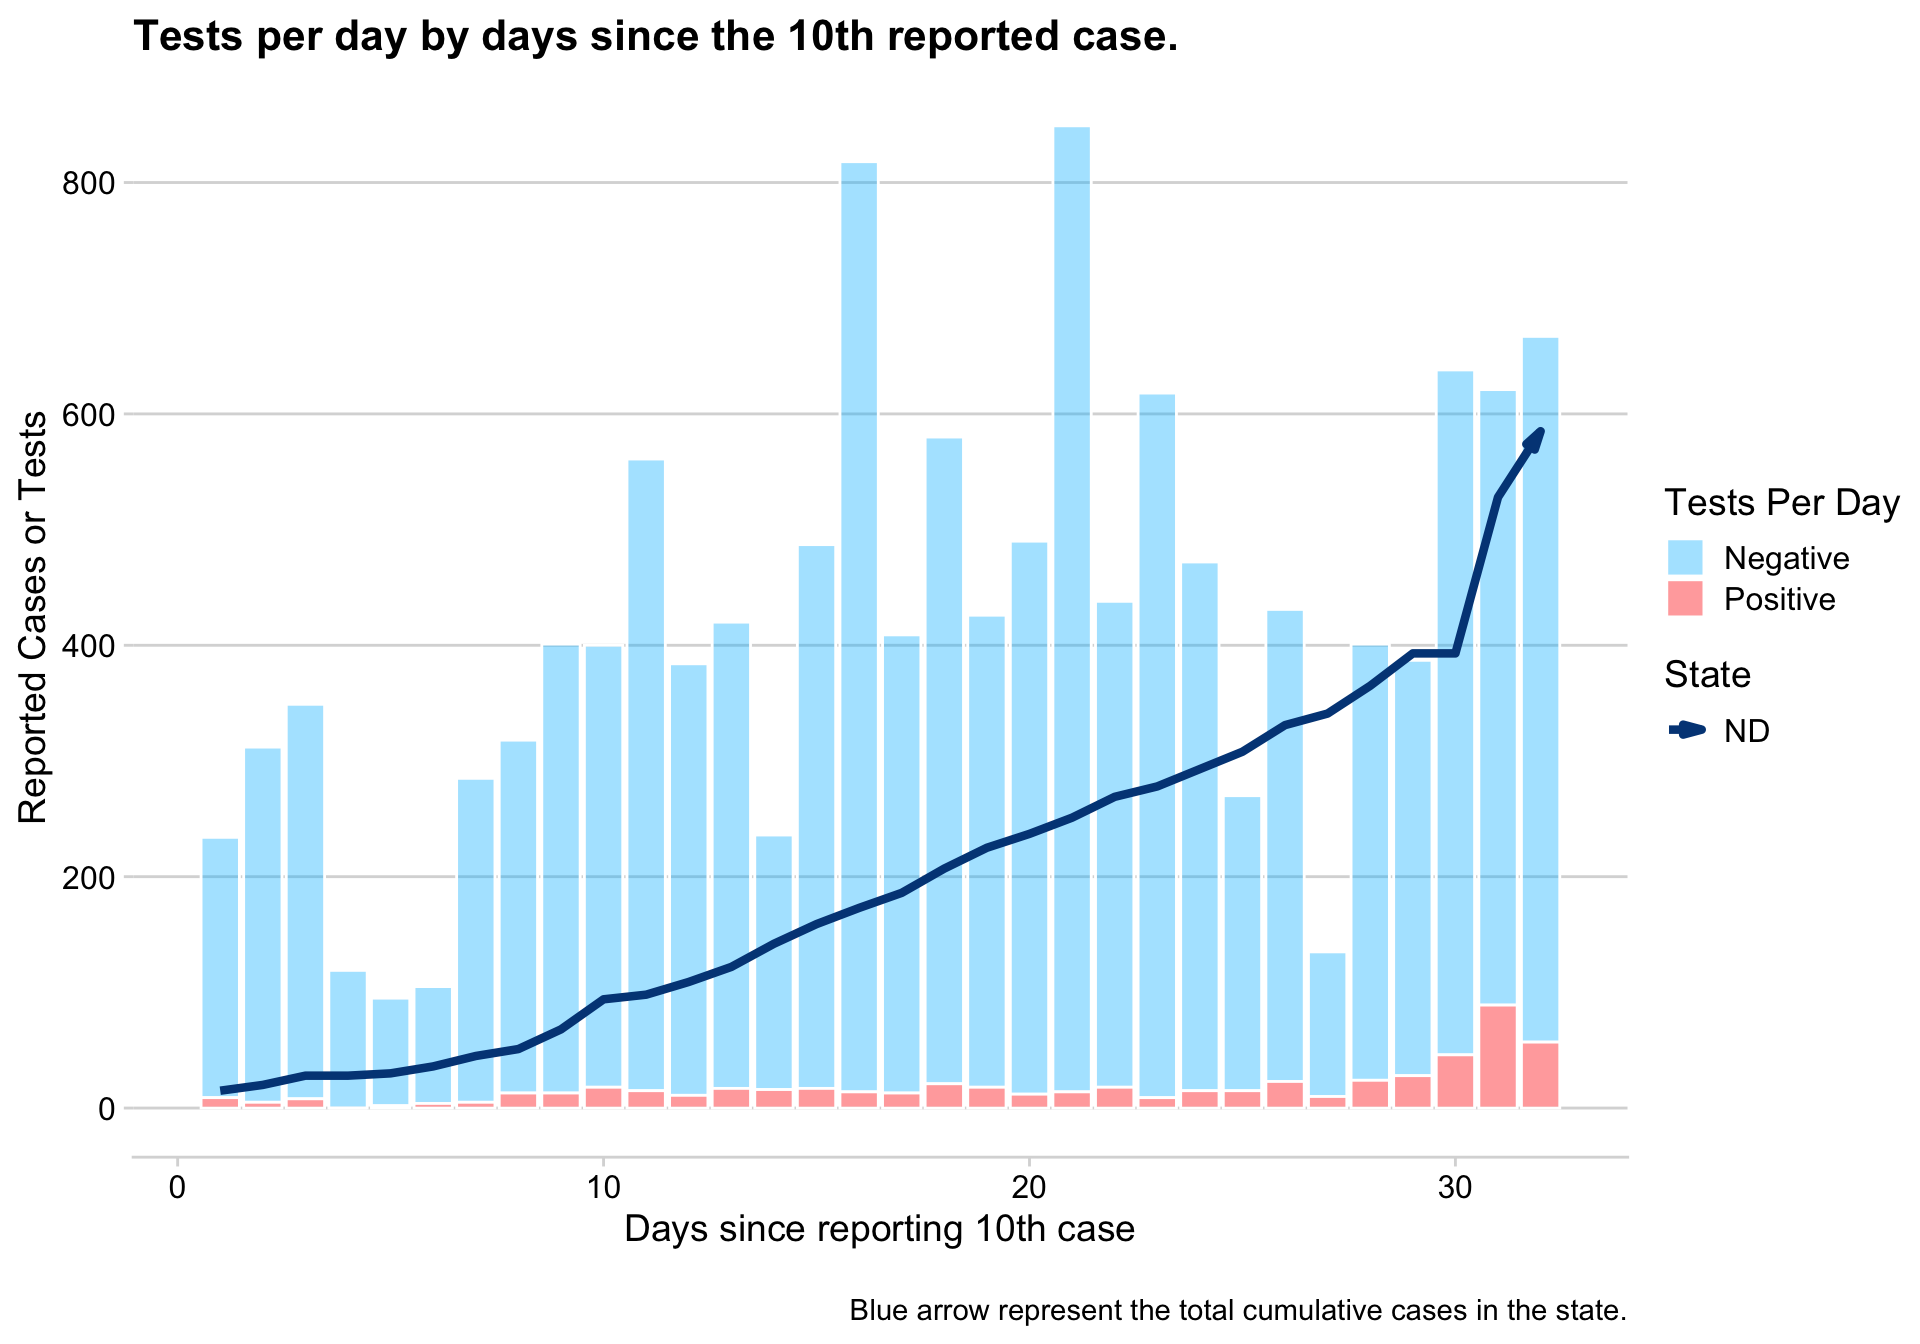 Tests per day by days since the 10th reported case.
800
600
400
200
0
Reported Cases or Tests
0 10 20 30
Days since reporting 10th case
Tests Per Day
Negative
Positive
State
ND
Blue arrow represent the total cumulative cases in the state.